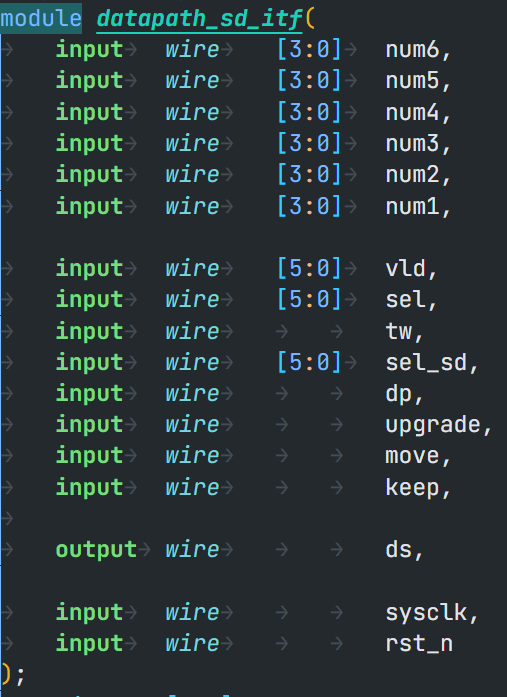 module datapath_sd_itf(
input wire [3:0] num6,
input wire [3:0] num5,
input wire [3:0] num4,
input wire [3:0] num3,
input wire [3:0] num2,
input wire [3:0] num1,
input wire [5:0] vld,
input wire [5:0] sel,
input wire tw,
input wire [5:0] sel_sd,
input wire dp,
input wire upgrade,
input wire move,
input wire keep,
output wire ds,
input wire sysclk,
input wire rst_n
);